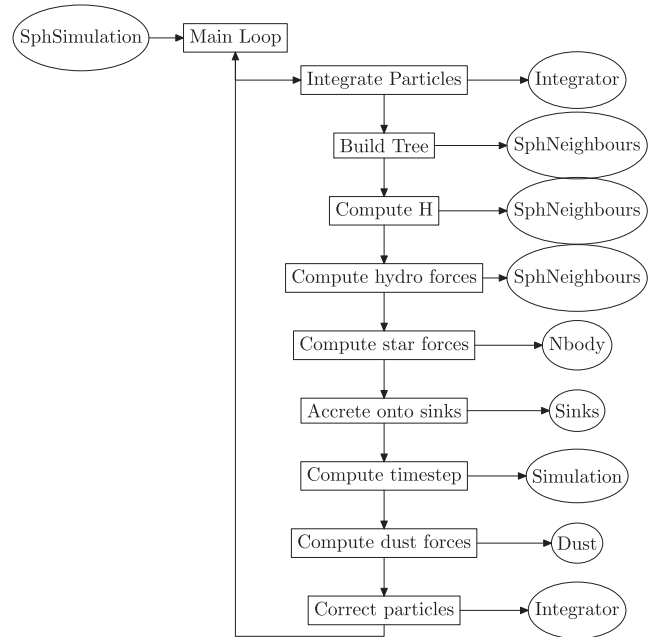 SphSimulation
Main Loop
Integrate Particles
Integrator
Build Tree
SphNeighbours
Compute H
SphNeighbours
Compute hydro forces
SphNeighbours
Compute star forces
Nbody
Accrete onto sinks
Sinks
Compute timestep
Simulation
Compute dust forces
Dust
Correct particles
Integrator